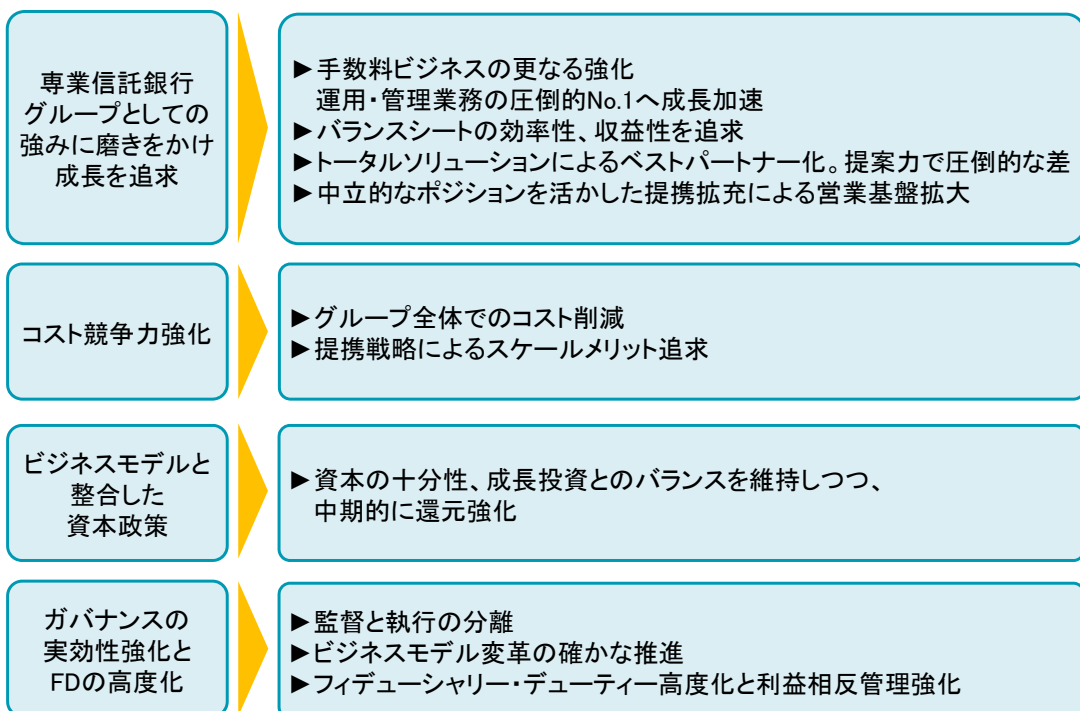 専業信託銀行
グループとしての
強みに磨きをかけ
成長を追求
►手数料ビジネスの更なる強化
運用・管理業務の圧倒的No.1へ成長加速
►バランスシートの効率性、収益性を追求
►トータルソリューションによるベストパートナー化。提案力で圧倒的な差
►中立的なポジションを活かした提携拡充による営業基盤拡大
コスト競争力強化
►グループ全体でのコスト削減
►提携戦略によるスケールメリット追求
ビジネスモデルと
整合した
資本政策
►資本の十分性、成長投資とのバランスを維持しつつ、
中期的に還元強化
ガバナンスの
実効性強化と
FDの高度化
►監督と執行の分離
►ビジネスモデル変革の確かな推進
►フィデューシャリー・デューティー高度化と利益相反管理強化